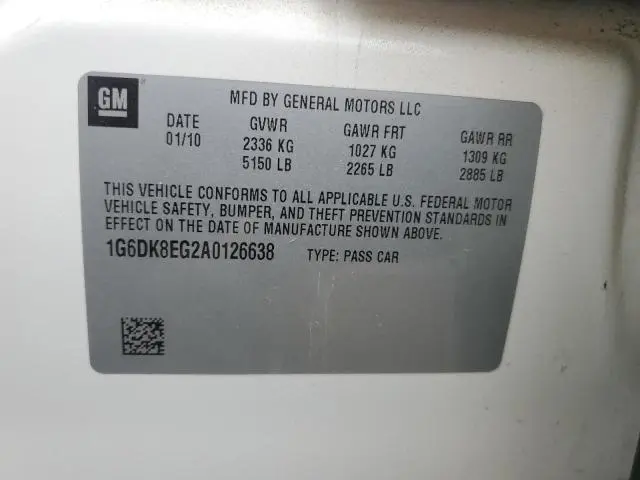 GM
MFD BY GENERAL MOTORS LLC
DATE GVWR GAWR FRT GAWR RR
01/10 2336 KG 1027 KG 1309 KG
5150 LB 2265 LB 2885 LB
THIS VEHICLE CONFORMS TO ALL APPLICABLE U.S. FEDERAL MOTOR
VEHICLE SAFETY, BUMPER, AND THEFT PREVENTION STANDARDS IN
EFFECT ON THE DATE OF MANUFACTURE SHOWN ABOVE.
1G6DK8EG2A0126638 TYPE: PASS CAR